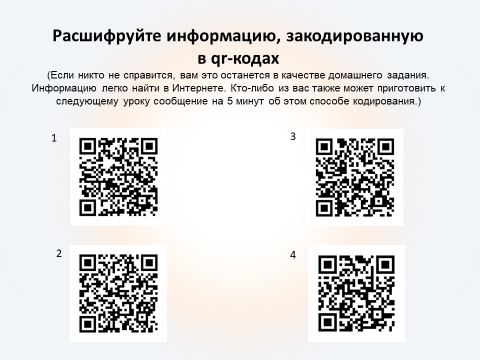 Расшифруйте информацию, закодированную
в qr-кодах
(Если никто не справится, вам это останется в качестве домашнего задания.
Информацию легко найти в Интернете. Кто-либо из вас также может приготовить к
следующему уроку сообщение на 5 минут об этом способе кодирования.)
1
3
2
4